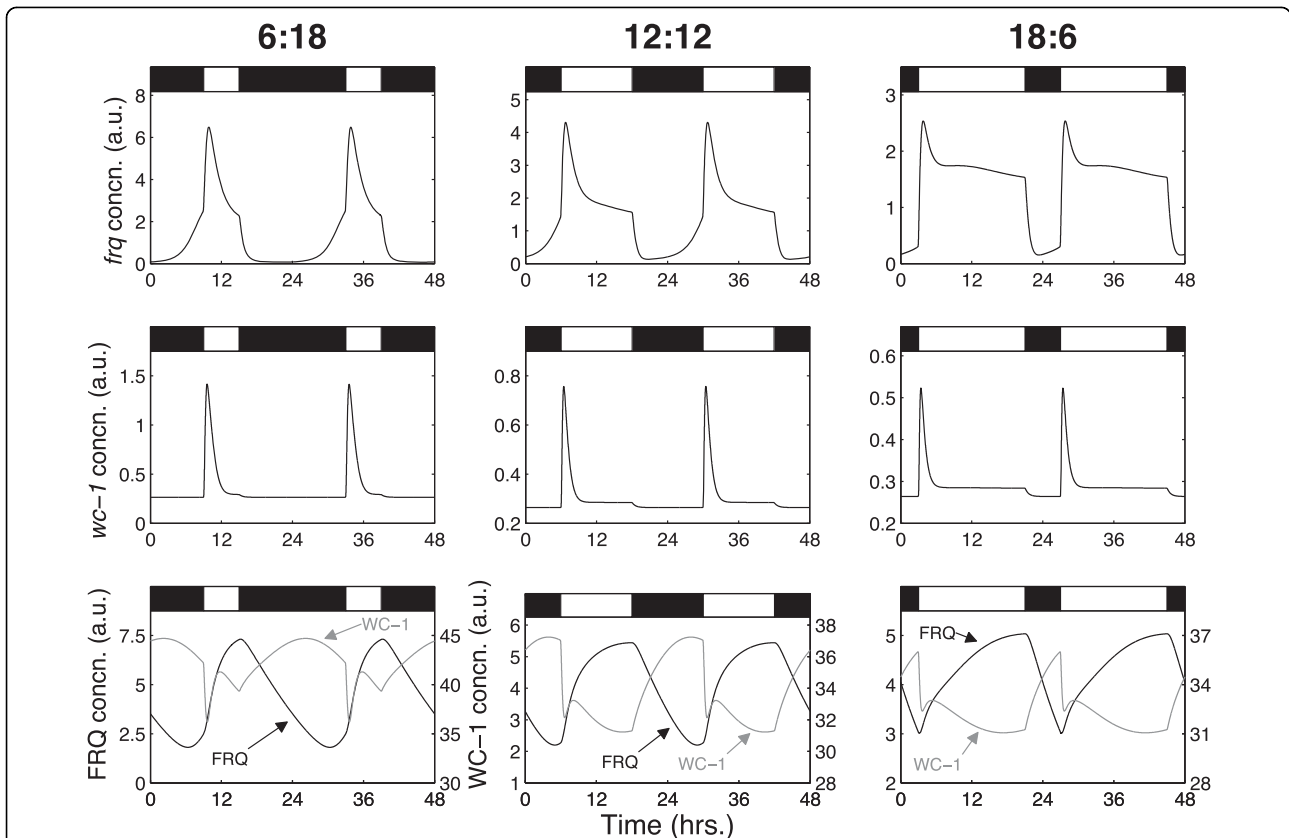 6:18 12:12 18:6
frq concn. (a.u.)
8
6
4
2
0
0 12 24 36 48
5
4
3
2
1
0
0 12 24 36 48
3
2
1
0
0 12 24 36 48
wc–1 concn. (a.u.)
1.5
1
0.5
0
0 12 24 36 48
0.8
0.6
0.4
0.2
0 12 24 36 48
0.6
0.5
0.4
0.3
0.2
0 12 24 36 48
FRQ concn. (a.u.)
7.5
5
2.5
0
WC–1
FRQ
45
40
35
30
0 12 24 36 48
WC–1 concn. (a.u.)
6
5
4
3
2
1
FRQ
WC–1
38
36
34
32
30
28
0 12 24 36 48
5
4
3
2
FRQ
WC–1
37
34
31
28
0 12 24 36 48
Time (hrs.)